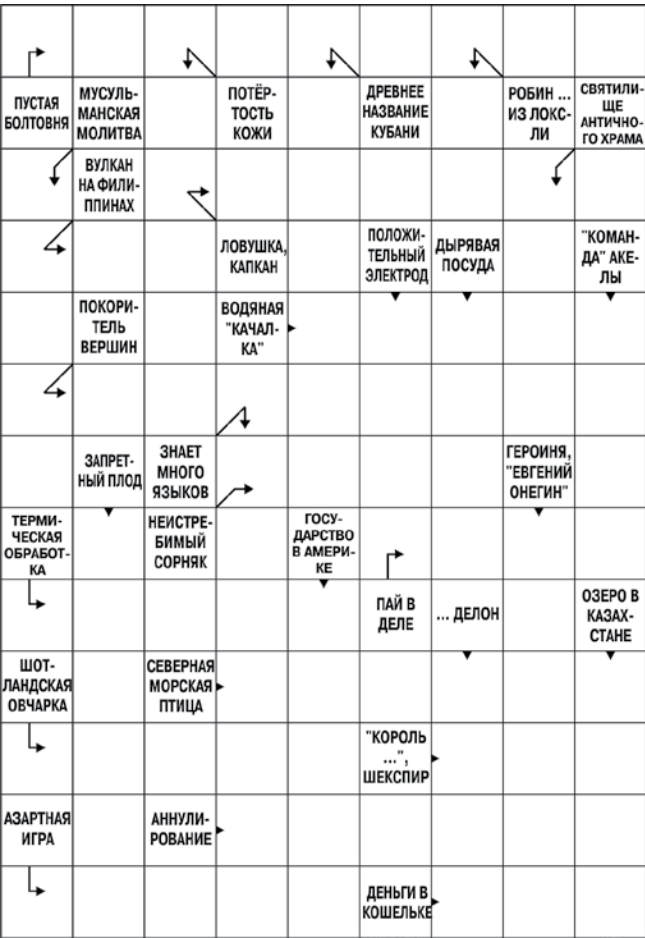 ПУСТАЯ
БОЛТОВНЯ
МУСУЛЬ-
МАНСКАЯ
МОЛИТВА
ПОТЁР-
ТОСТЬ
КОЖИ
ДРЕВНЕЕ
НАЗВАНИЕ
КУБАНИ
РОБИН ...
ИЗ ЛОКС-
ЛИ
СВЯТИЛИ-
ЩЕ
АНТИЧНО-
ГО ХРАМА
ВУЛКАН
НА ФИЛИ-
ППИНАХ
ЛОВУШКА,
КАПКАН
ПОЛОЖИ-
ТЕЛЬНЫЙ
ЭЛЕКТРОД
ДЫРЯВАЯ
ПОСУДА
"КОМАН-
ДА" АКЕ-
ЛЫ
ПОКОРИ-
ТЕЛЬ
ВЕРШИН
ВОДЯНАЯ
"КАЧАЛ-
КА"
ЗАПРЕТ-
НЫЙ ПЛОД
ЗНАЕТ
МНОГО
ЯЗЫКОВ
ГЕРОИНЯ,
"ЕВГЕНИЙ
ОНЕГИН"
ТЕРМИ-
ЧЕСКАЯ
ОБРАБОТ-
КА
НЕИСТРЕ-
БИМЫЙ
СОРНЯК
ГОСУ-
ДАРСТВО
В АМЕРИ-
КЕ
ПАЙ В
ДЕЛЕ
... ДЕЛОН
ОЗЕРО В
КАЗАХ-
СТАНЕ
ШОТ-
ЛАНДСКАЯ
ОВЧАРКА
СЕВЕРНАЯ
МОРСКАЯ
ПТИЦА
"КОРОЛЬ
...",
ШЕКСПИР
АЗАРТНАЯ
ИГРА
АННУЛИ-
РОВАНИЕ
ДЕНЬГИ В
КОШЕЛЬКЕ